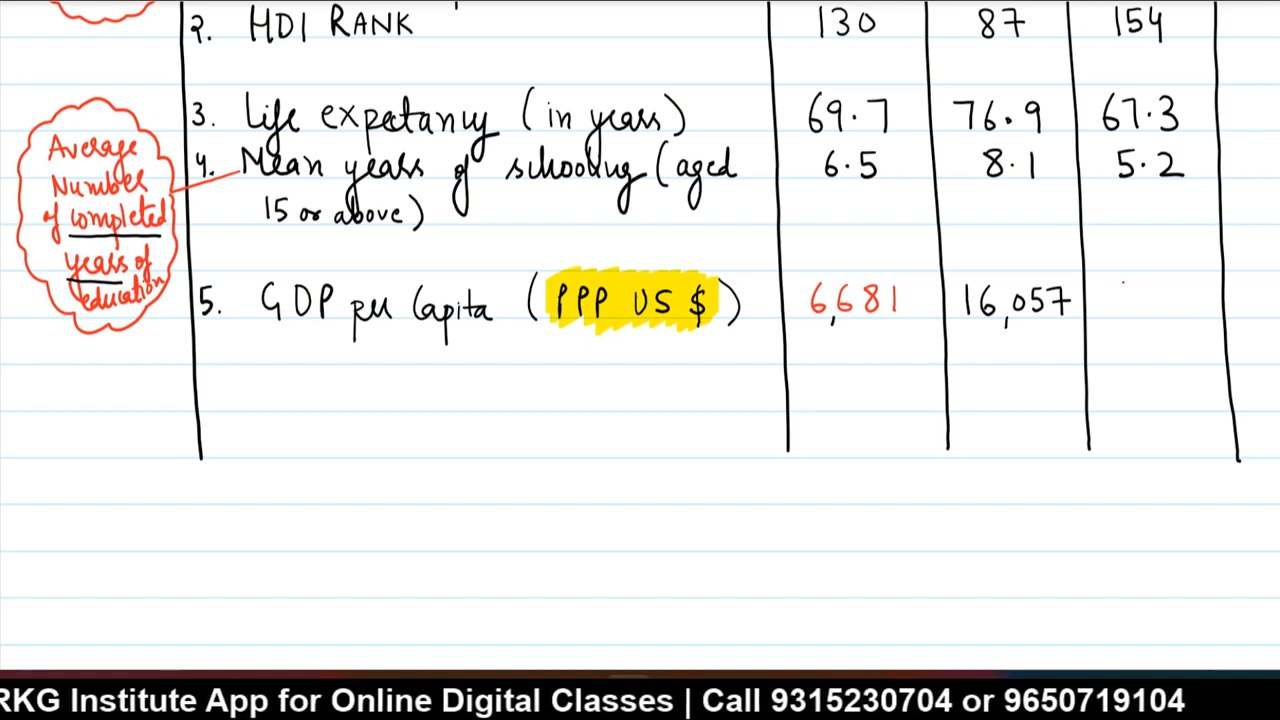 2. HDI RANK 130 87 154
3. Life expetancy (in years) 69.7 76.9 67.3
4. Mean years of schooling (aged 6.5 8.1 5.2
15 or above)
5. GDP per Capita (PPP US $) 6,681 16,057
Average
Number
of completed
years of
education
RKG Institute App for Online Digital Classes | Call 9315230704 or 9650719104